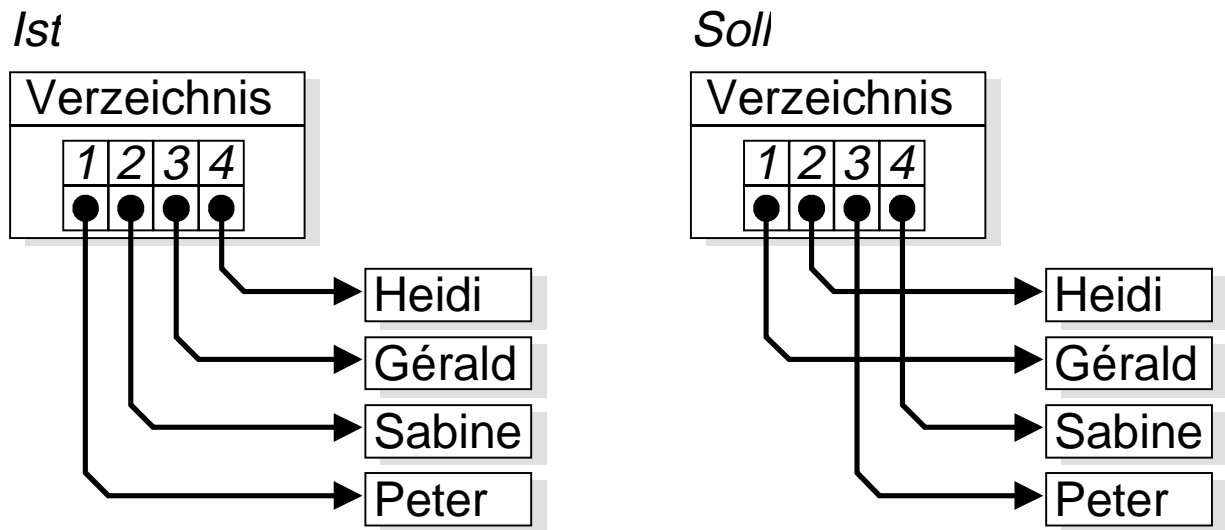 Ist
Verzeichnis
1 2 3 4
Heidi
Gérald
Sabine
Peter
Soll
Verzeichnis
1 2 3 4
Heidi
Gérald
Sabine
Peter